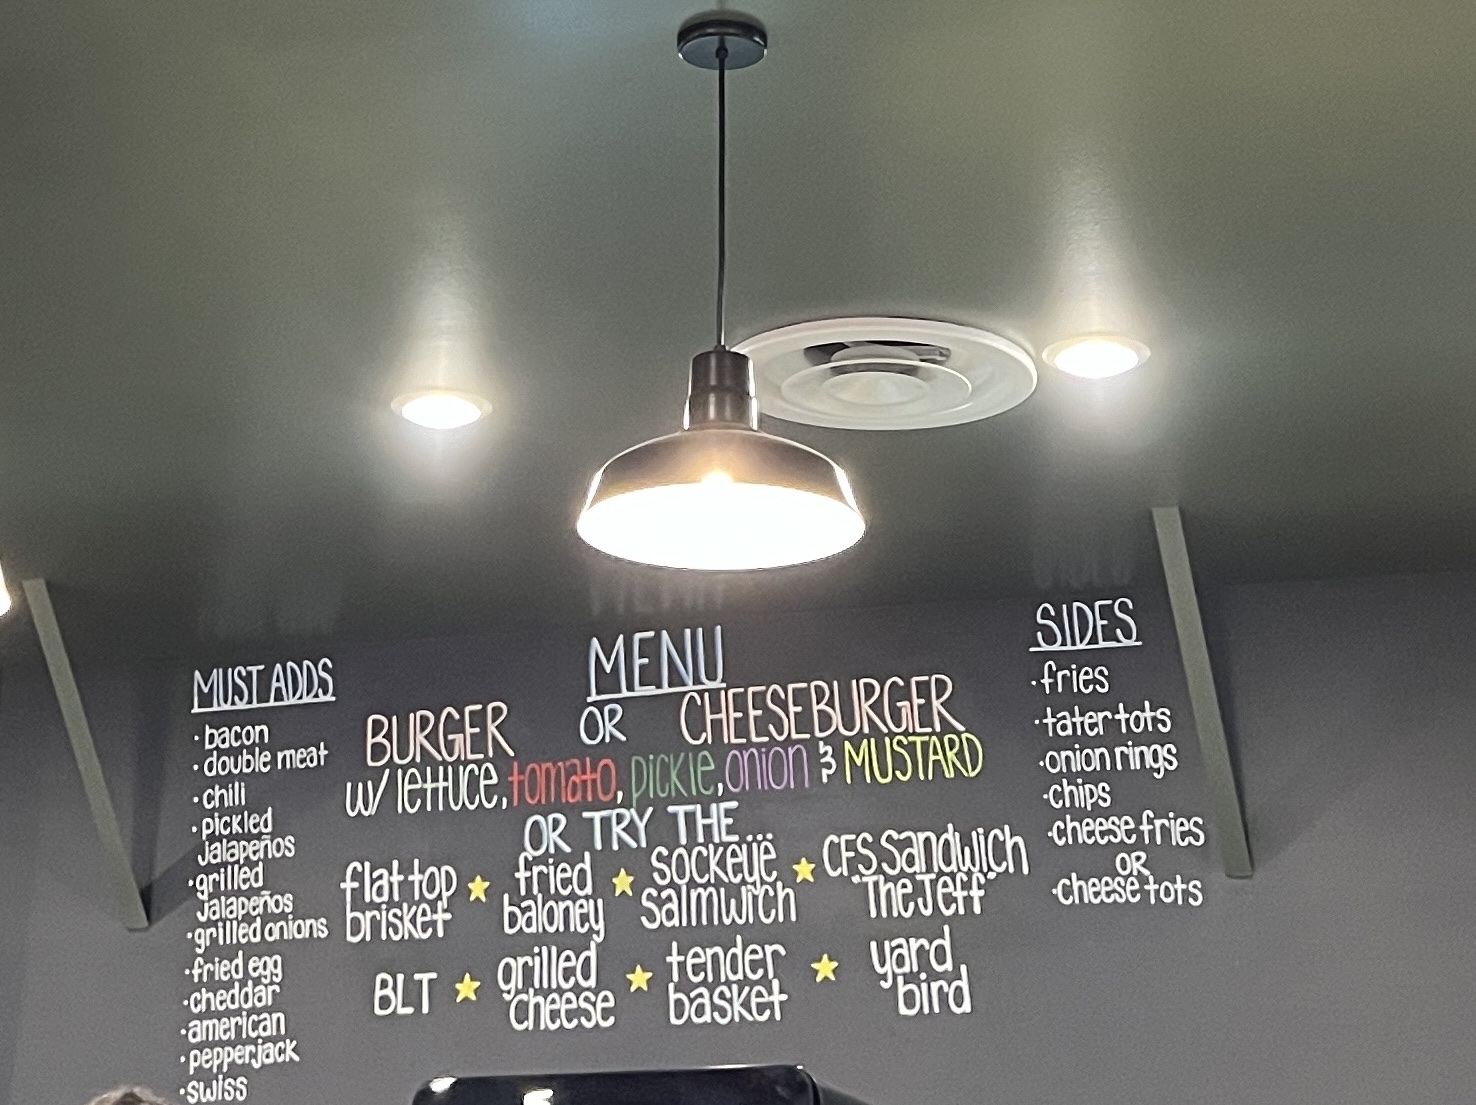 MUST ADDS
· bacon
· double meat
· chili
· pickled
jalapeños
· grilled
jalapeños
· grilled onions
· fried egg
· cheddar
· american
· pepperjack
· swiss
MENU
BURGER OR CHEESEBURGER
w/ lettuce, tomato, pickle, onion & MUSTARD
OR TRY THE...
flat top ★ fried ★ sockeye ★ CFS Sandwich
brisket baloney salmwich "The Jeff"
BLT ★ grilled ★ tender ★ yard
cheese basket bird
SIDES
· fries
· tater tots
· onion rings
· chips
· cheese fries
OR
· cheese tots